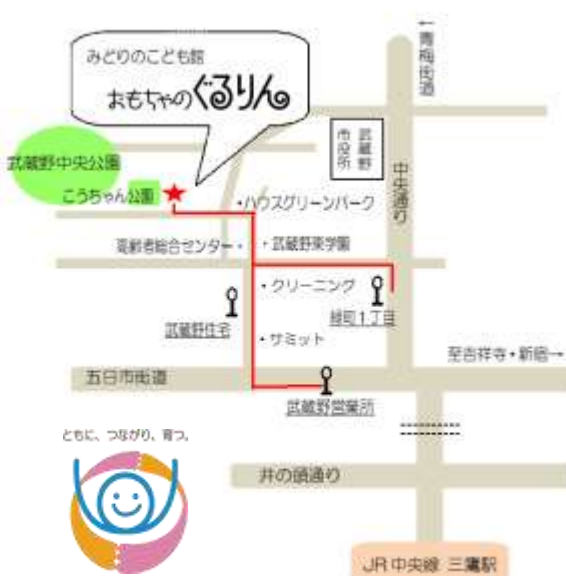 みどりのこども館
おもちゃのぐるりん
↑青梅街道
武蔵野市役所
中央通り
武蔵野中央公園
こうちゃん公園
・ハウスグリーンパーク
高齢者総合センター・
・武蔵野東学園
・クリーニング
武蔵野住宅
緑町1丁目
・サミット
至吉祥寺・新宿→
五日市街道
武蔵野営業所
ともに、つながり、育つ。
井の頭通り
JR中央線 三鷹駅